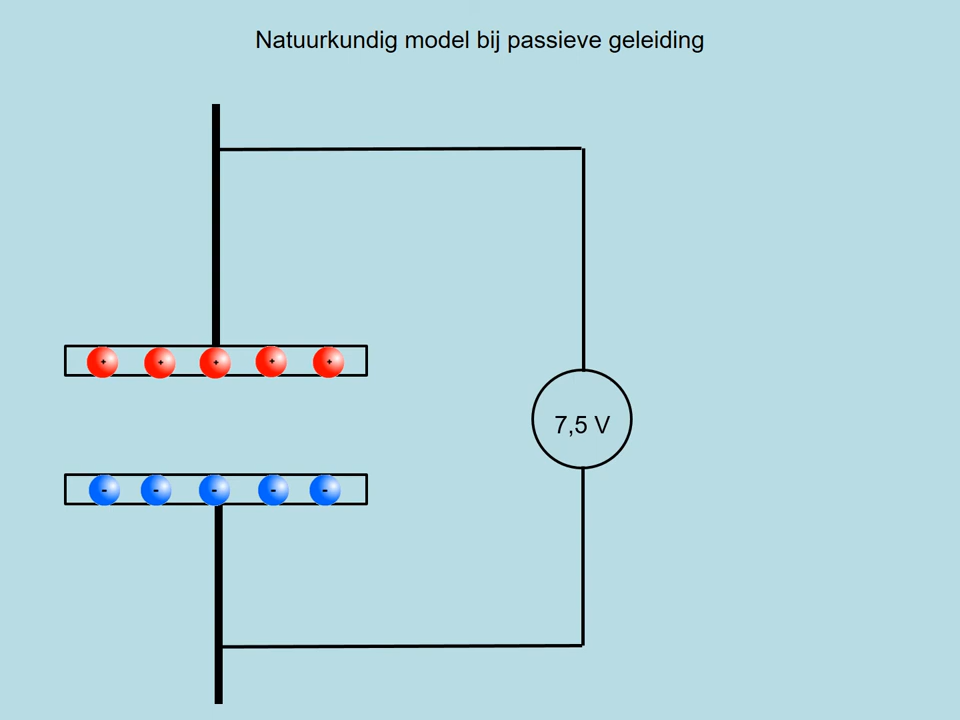 Natuurkundig model bij passieve geleiding
+ + + + +
7,5 V
- - - - -